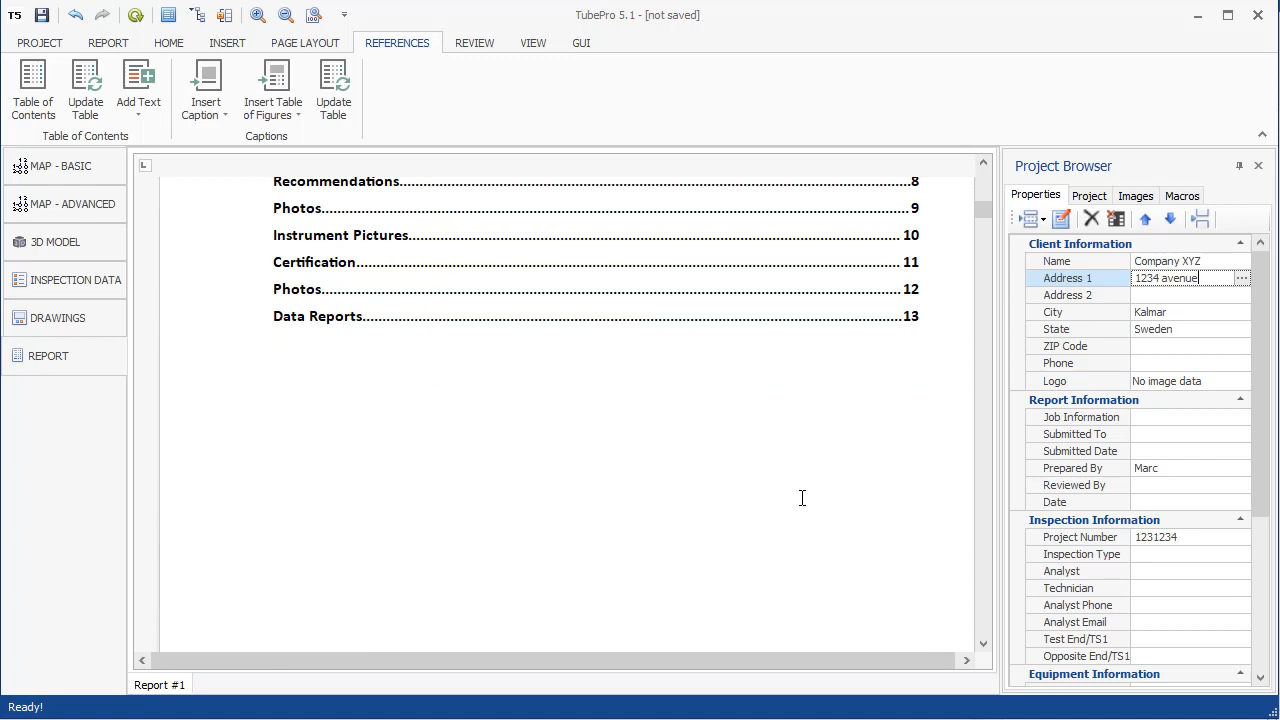 T5
TubePro 5.1 - [not saved]
PROJECT REPORT HOME INSERT PAGE LAYOUT REFERENCES REVIEW VIEW GUI
Table of Contents
Update Table
Add Text
Insert Caption
Insert Table of Figures
Update Table
Table of Contents
Captions
MAP - BASIC
MAP - ADVANCED
3D MODEL
INSPECTION DATA
DRAWINGS
REPORT
Recommendations 8
Photos 9
Instrument Pictures 10
Certification 11
Photos 12
Data Reports 13
Report #1
Project Browser
Properties Project Images Macros
Client Information
Name Company XYZ
Address 1 1234 avenue
Address 2
City Kalmar
State Sweden
ZIP Code
Phone
Logo No image data
Report Information
Job Information
Submitted To
Submitted Date
Prepared By Marc
Reviewed By
Date
Inspection Information
Project Number 1231234
Inspection Type
Analyst
Technician
Analyst Phone
Analyst Email
Test End/TS1
Opposite End/TS1
Equipment Information
Ready!